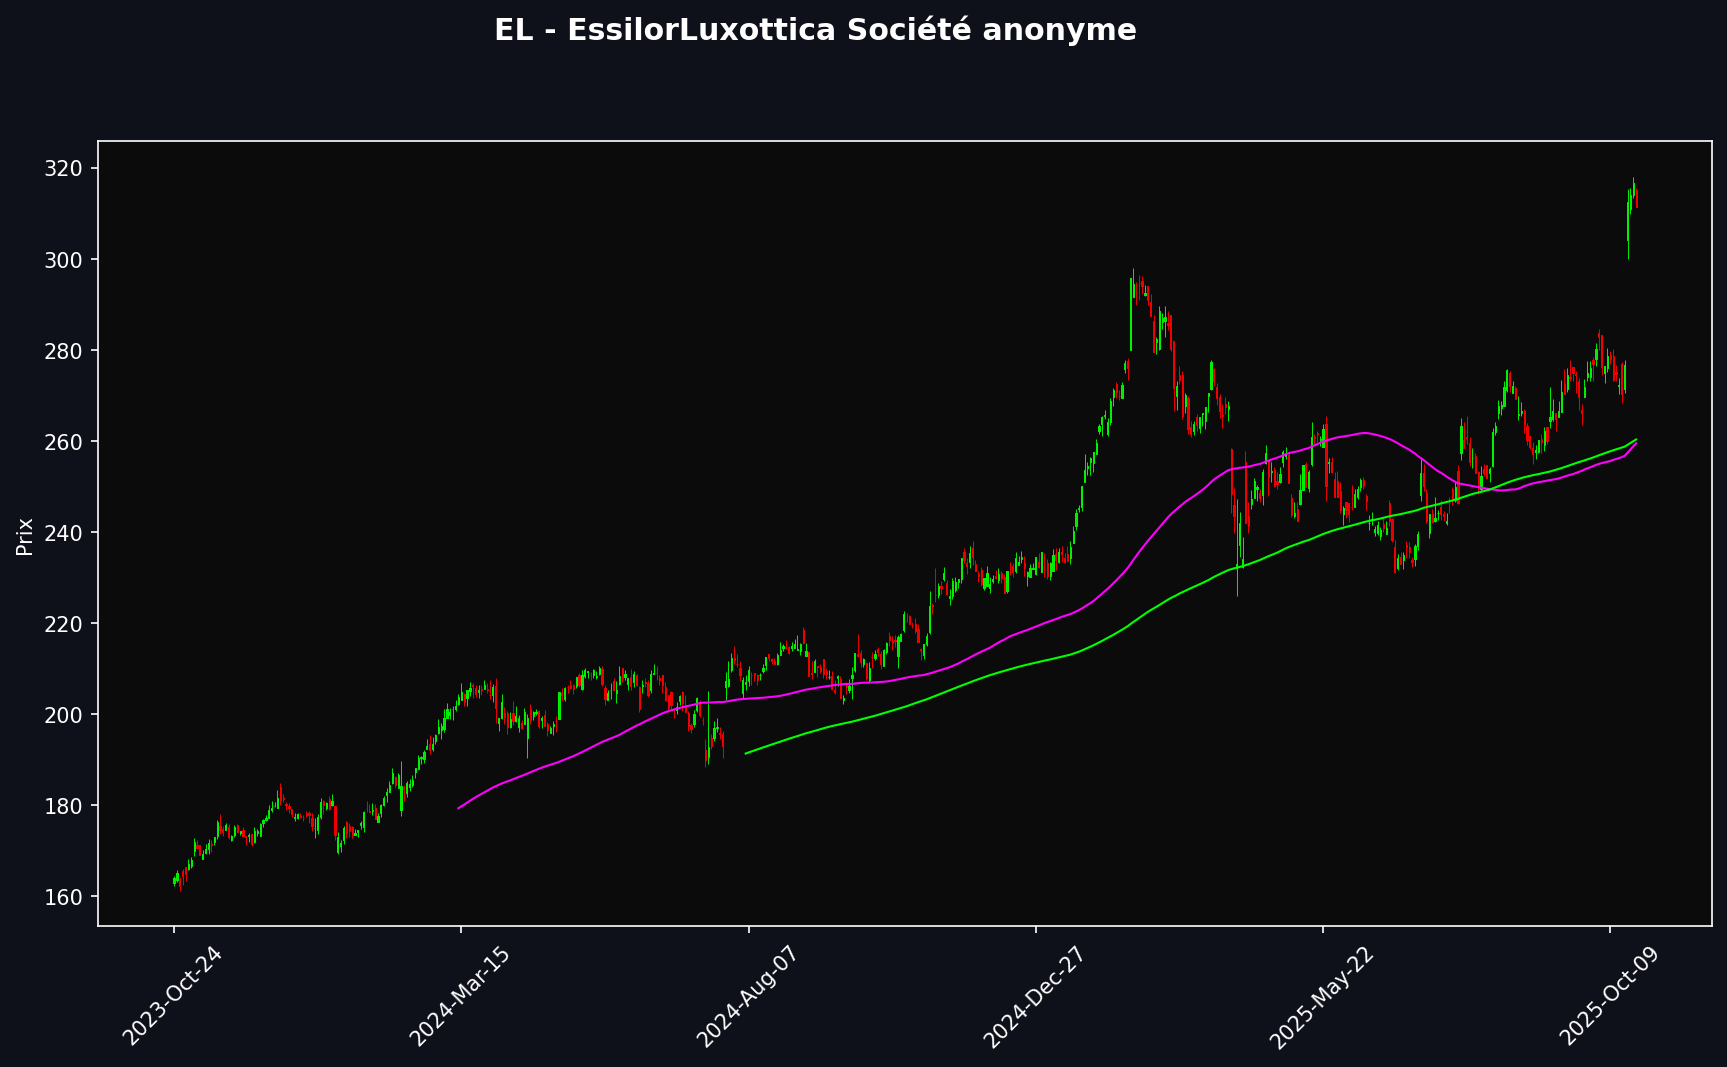 EL - EssilorLuxottica Société anonyme
Prix
320
300
280
260
240
220
200
180
160
2023-Oct-24
2024-Mar-15
2024-Aug-07
2024-Dec-27
2025-May-22
2025-Oct-09